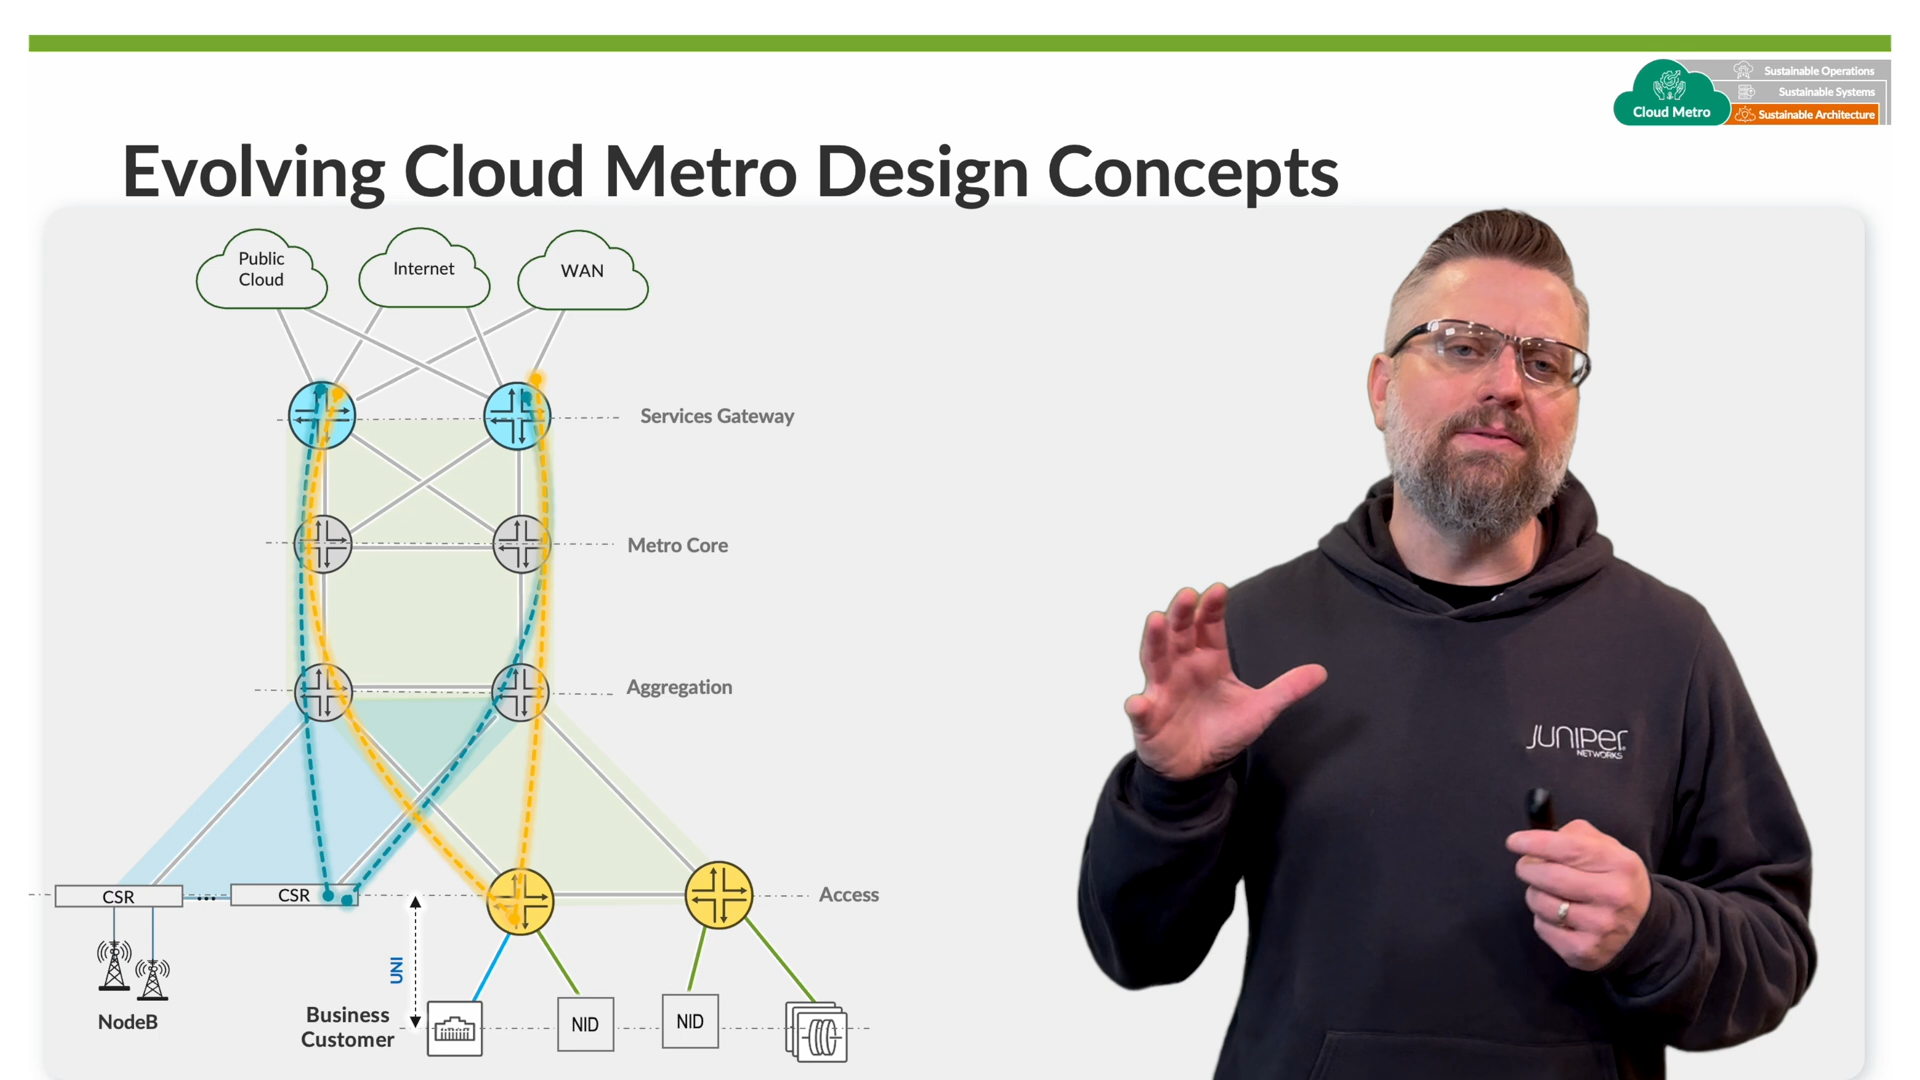 Sustainable Operations
Sustainable Systems
Cloud Metro
Sustainable Architecture
Evolving Cloud Metro Design Concepts
Public
Cloud
Internet
WAN
Services Gateway
Metro Core
Aggregation
CSR
...
CSR
Access
UNI
NodeB
Business
Customer
NID
NID
JUNIPER
NETWORKS